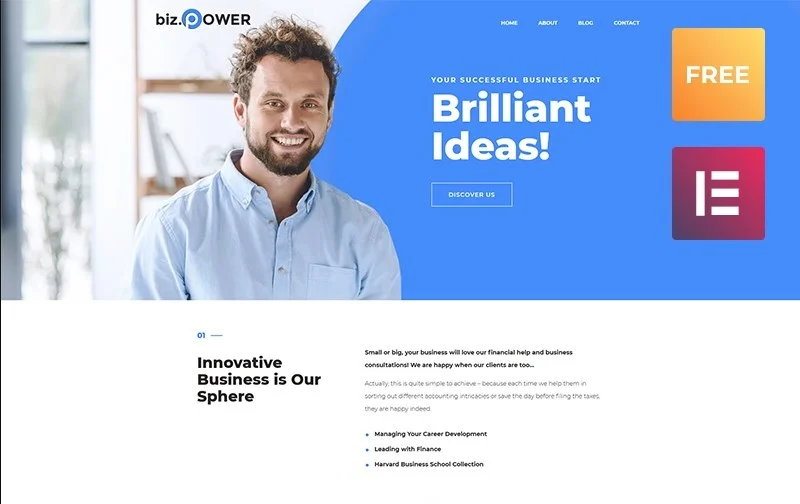 biz.pOWER
HOME ABOUT BLOG CONTACT
FREE
YOUR SUCCESSFUL BUSINESS START
Brilliant
Ideas!
DISCOVER US
01
Innovative
Business is Our
Sphere
Small or big, your business will love our financial help and business
consultations! We are happy when our clients are too...
Actually, this is quite simple to achieve – because each time we help them in
sorting out different accounting intricacies or save the day before filing the taxes,
they are happy indeed.
Managing Your Career Development
Leading with Finance
Harvard Business School Collection